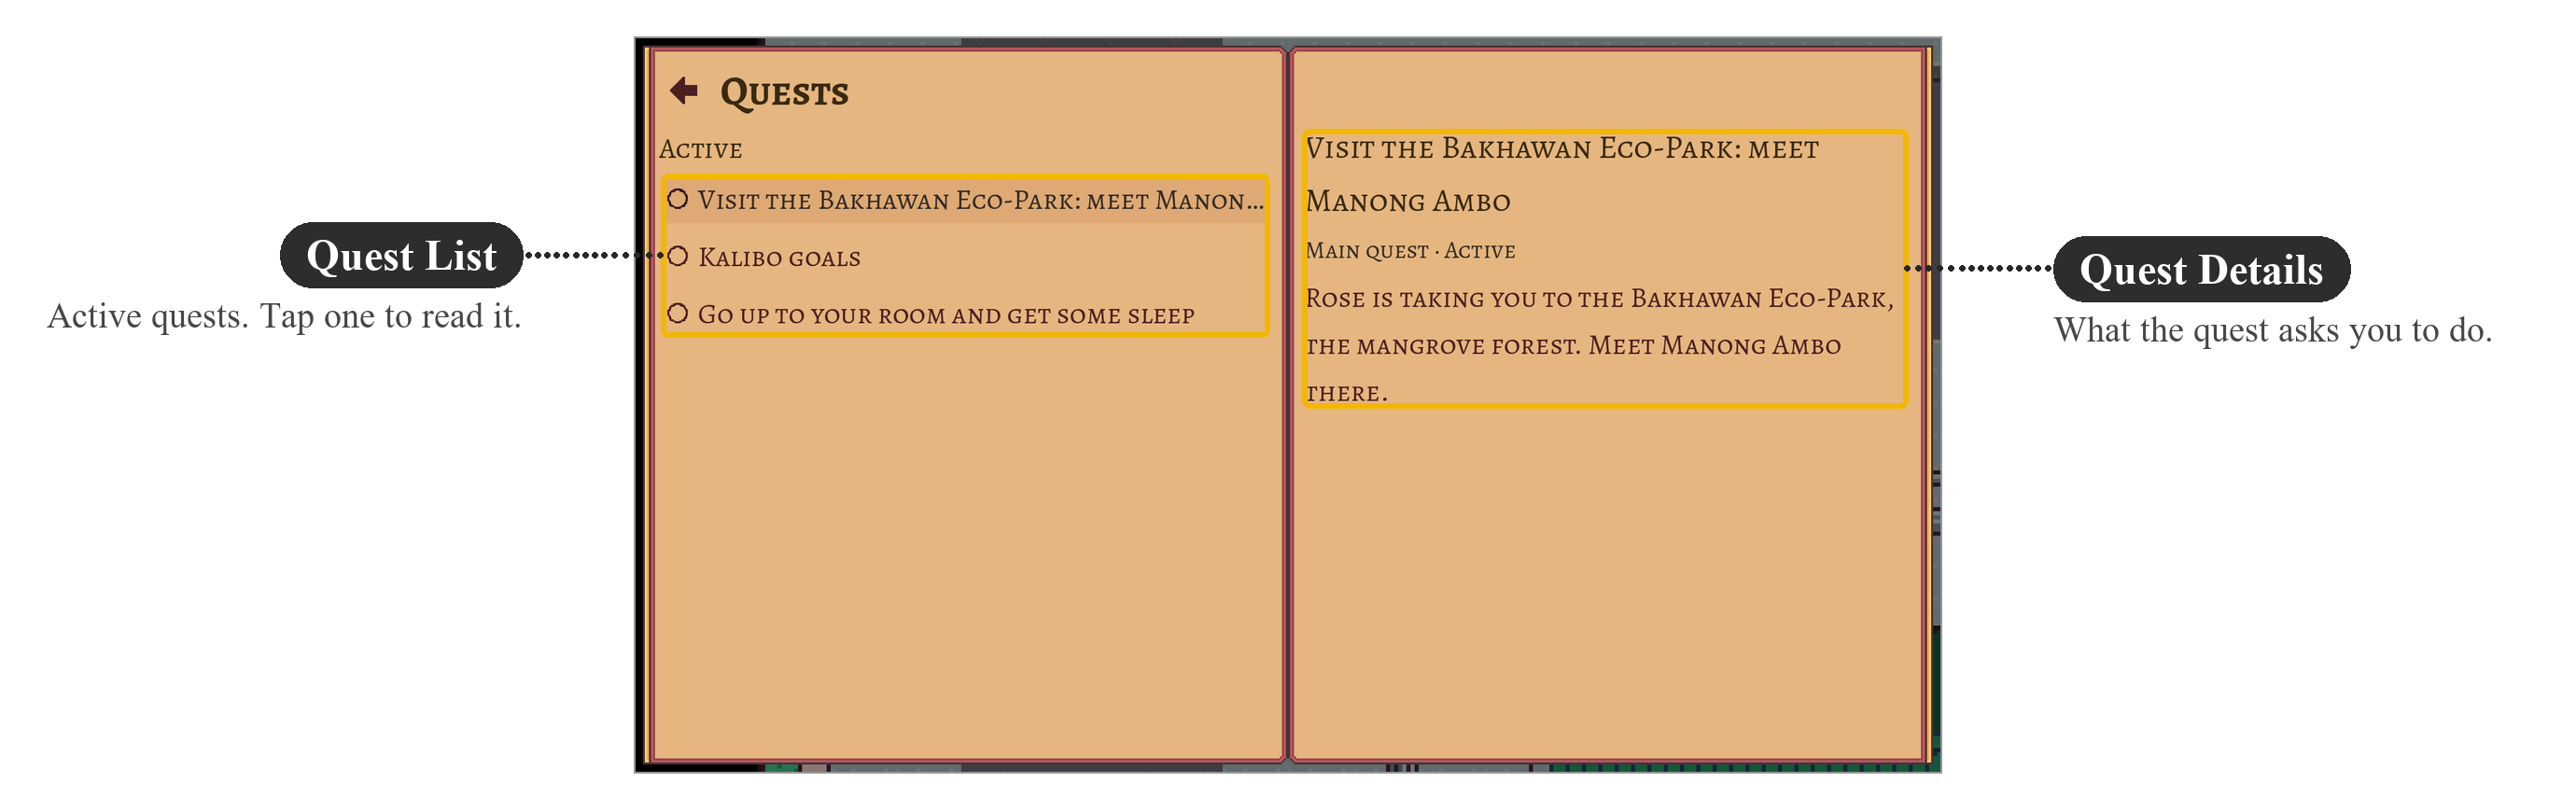 Quests
Active
Visit the Bakhawan Eco-Park: meet Manon...
Kalibo goals
Go up to your room and get some sleep
Visit the Bakhawan Eco-Park: meet
Manong Ambo
Main quest · Active
Rose is taking you to the Bakhawan Eco-Park,
the mangrove forest. Meet Manong Ambo
there.
Quest List
Active quests. Tap one to read it.
Quest Details
What the quest asks you to do.